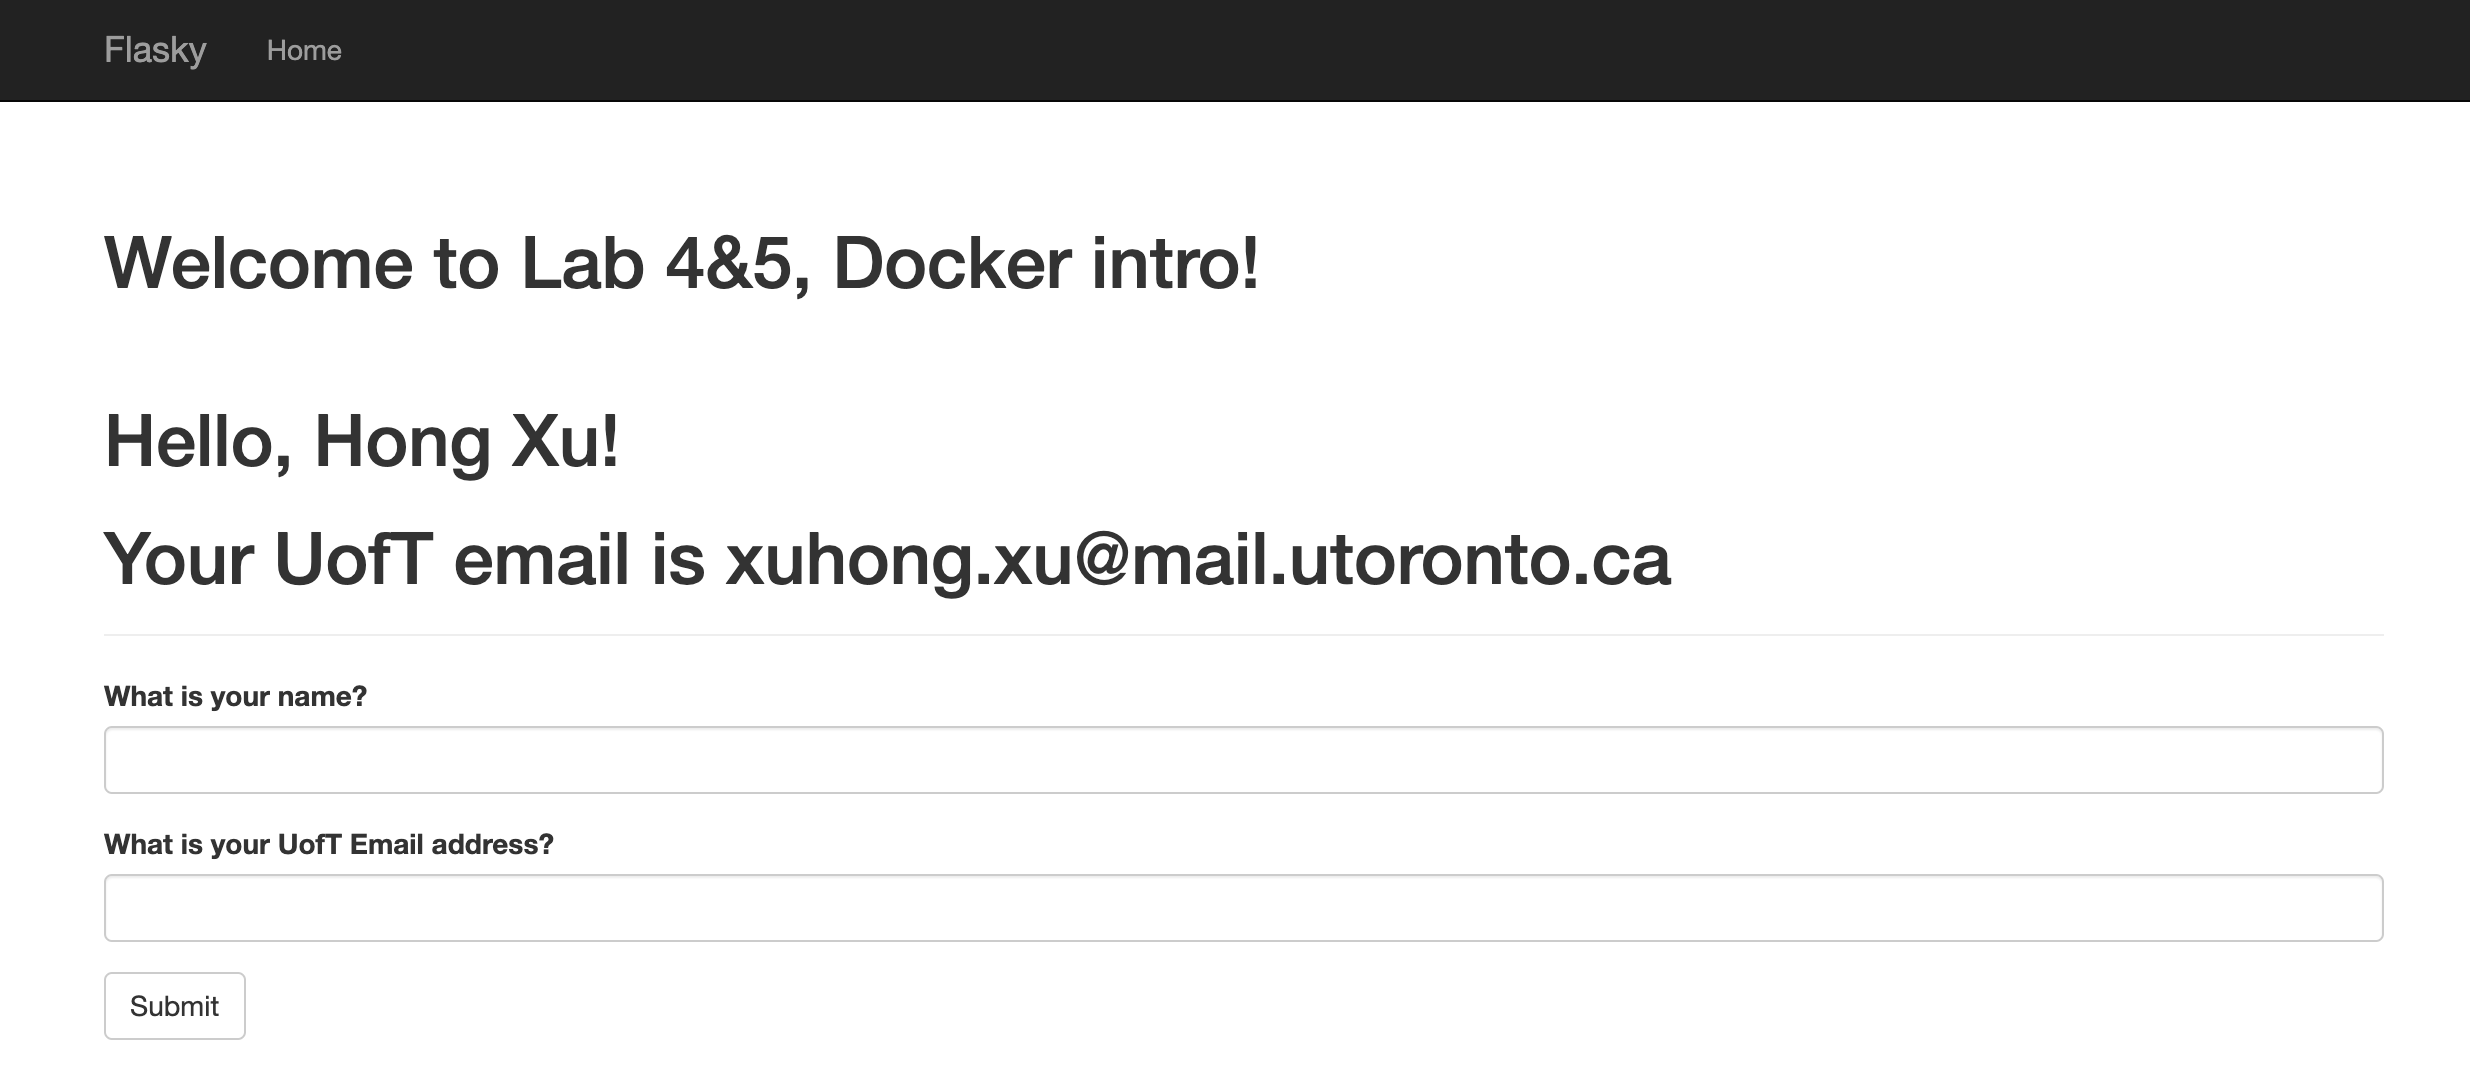 Flasky Home
Welcome to Lab 4&5, Docker intro!
Hello, Hong Xu!
Your UofT email is xuhong.xu@mail.utoronto.ca
What is your name?
What is your UofT Email address?
Submit